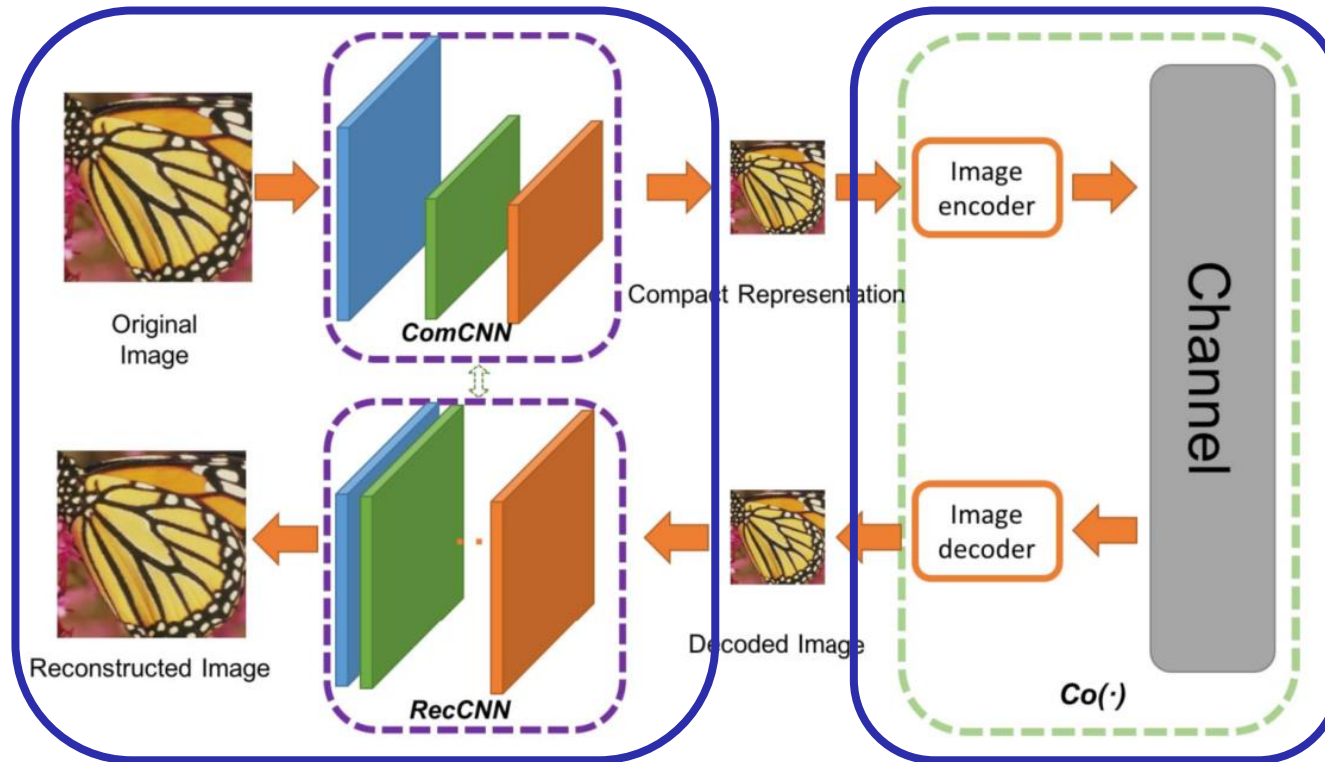 Original
Image
ComCNN
Compact Representation
Image
encoder
Channel
Reconstructed Image
RecCNN
Decoded Image
Image
decoder
Co(·)